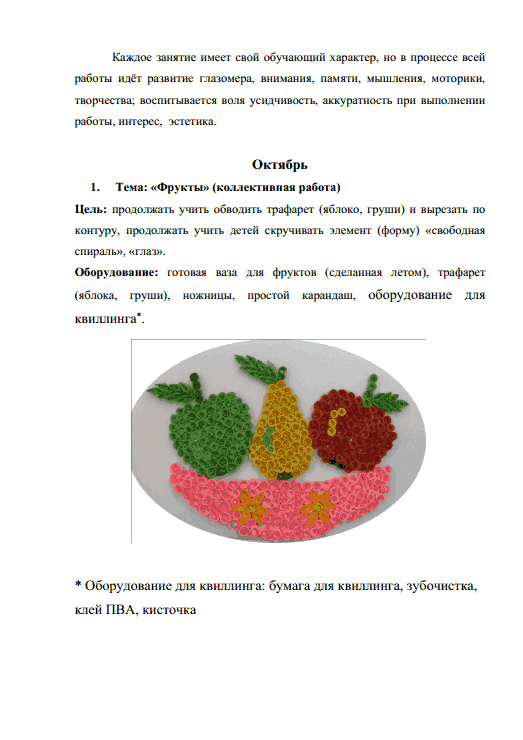 Каждое занятие имеет свой обучающий характер, но в процессе всей
работы идёт развитие глазомера, внимания, памяти, мышления, моторики,
творчества; воспитывается воля усидчивость, аккуратность при выполнении
работы, интерес, эстетика.
Октябрь
1. Тема: «Фрукты» (коллективная работа)
Цель: продолжать учить обводить трафарет (яблоко, груши) и вырезать по
контуру, продолжать учить детей скручивать элемент (форму) «свободная
спираль», «глаз».
Оборудование: готовая ваза для фруктов (сделанная летом), трафарет
(яблока, груши), ножницы, простой карандаш, оборудование для
квиллинга*.
* Оборудование для квиллинга: бумага для квиллинга, зубочистка,
клей ПВА, кисточка